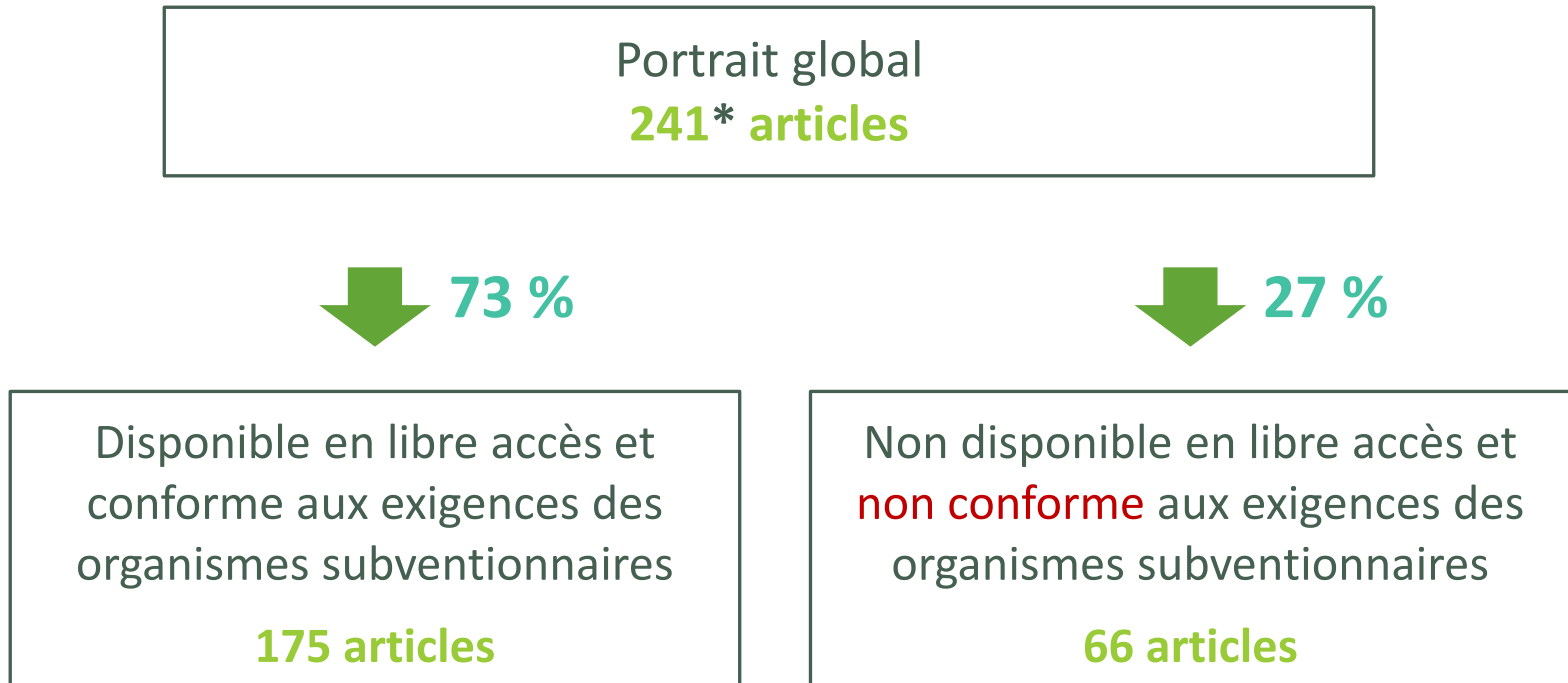 Portrait global
241* articles
73 %
27 %
Disponible en libre accès et
conforme aux exigences des
organismes subventionnaires
175 articles
Non disponible en libre accès et
non conforme aux exigences des
organismes subventionnaires
66 articles